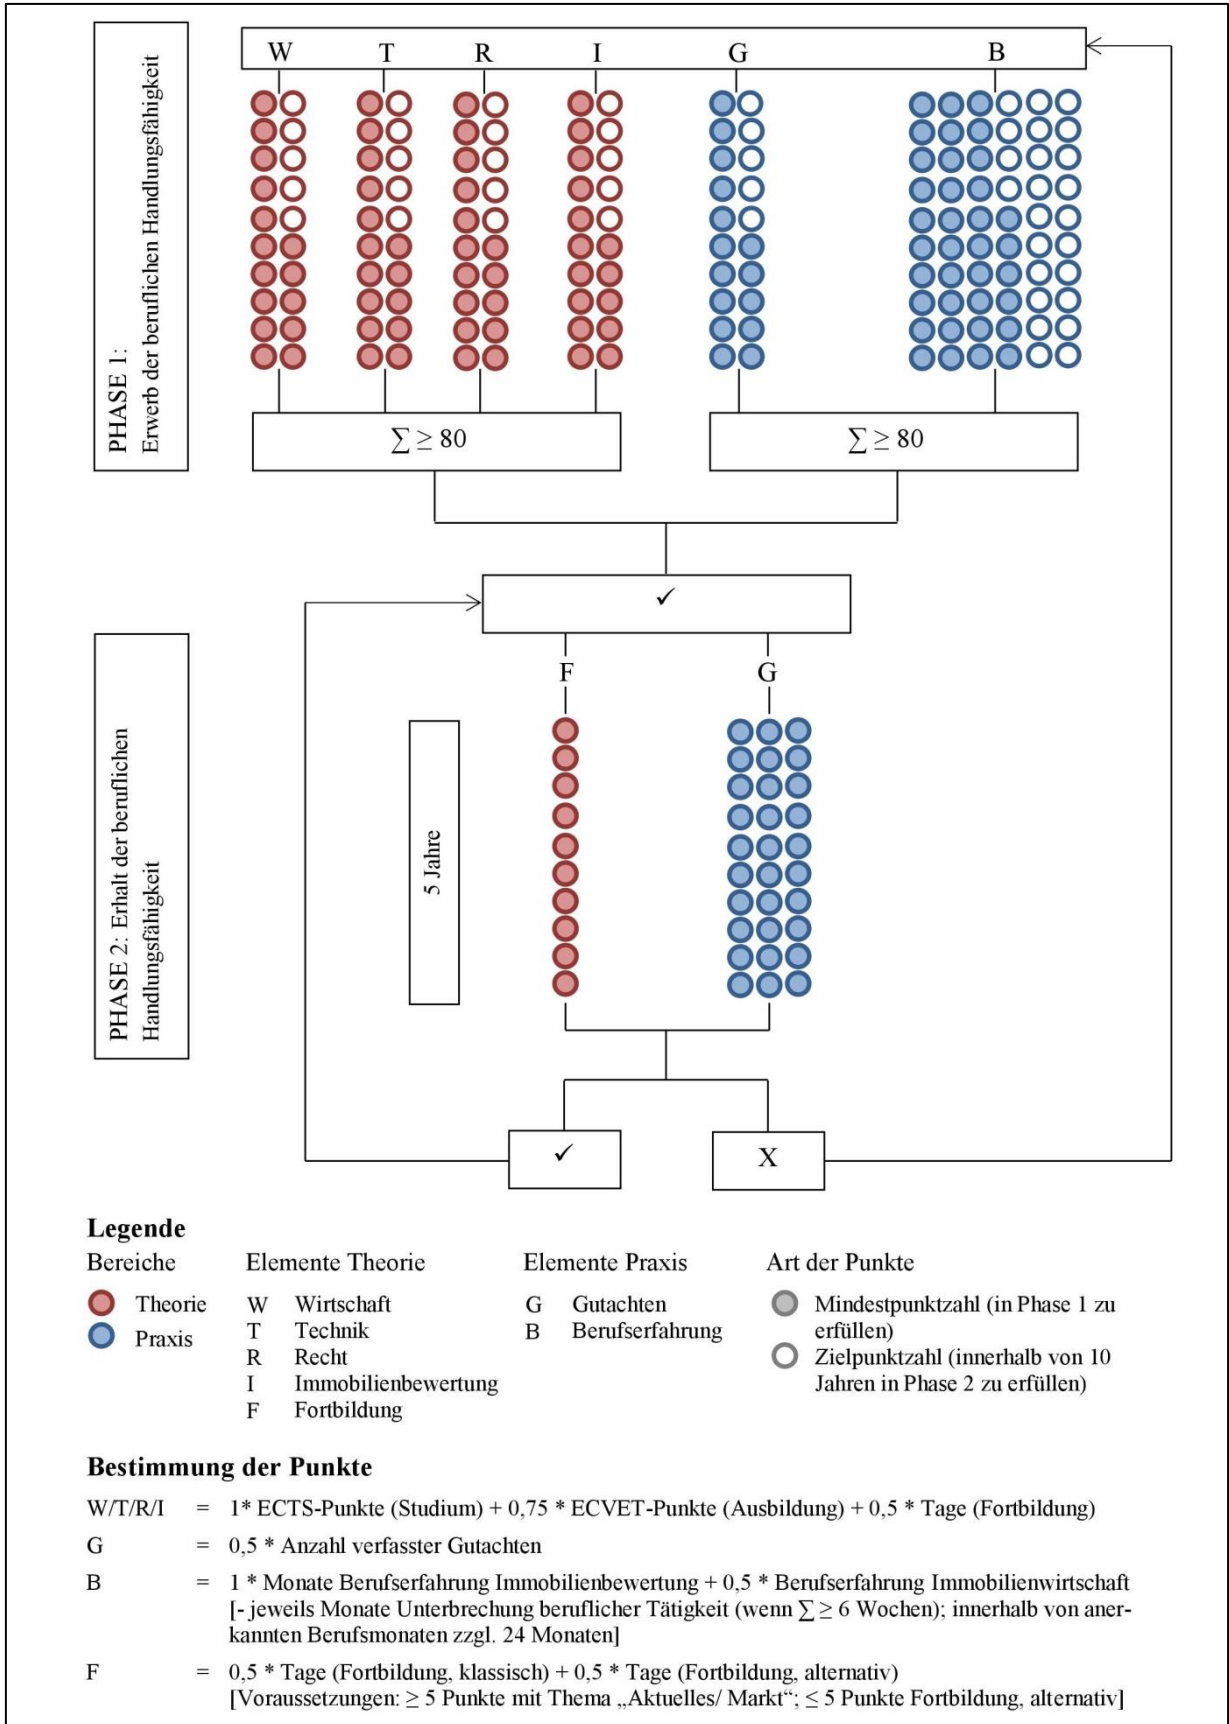 PHASE 1:
Erwerb der beruflichen Handlungsfähigkeit
W T R I G B
∑ ≥ 80
∑ ≥ 80
✓
PHASE 2: Erhalt der beruflichen
Handlungsfähigkeit
F G
5 Jahre
✓
X
Legende
Bereiche
Theorie
Praxis
Elemente Theorie
W Wirtschaft
T Technik
R Recht
I Immobilienbewertung
F Fortbildung
Elemente Praxis
G Gutachten
B Berufserfahrung
Art der Punkte
Mindestpunktzahl (in Phase 1 zu
erfüllen)
Zielpunktzahl (innerhalb von 10
Jahren in Phase 2 zu erfüllen)
Bestimmung der Punkte
W/T/R/I = 1* ECTS-Punkte (Studium) + 0,75 * ECVET-Punkte (Ausbildung) + 0,5 * Tage (Fortbildung)
G = 0,5 * Anzahl verfasster Gutachten
B = 1 * Monate Berufserfahrung Immobilienbewertung + 0,5 * Berufserfahrung Immobilienwirtschaft
[- jeweils Monate Unterbrechung beruflicher Tätigkeit (wenn ∑ ≥ 6 Wochen); innerhalb von aner-
kannten Berufsmonaten zzgl. 24 Monaten]
F = 0,5 * Tage (Fortbildung, klassisch) + 0,5 * Tage (Fortbildung, alternativ)
[Voraussetzungen: ≥ 5 Punkte mit Thema „Aktuelles/ Markt“; ≤ 5 Punkte Fortbildung, alternativ]